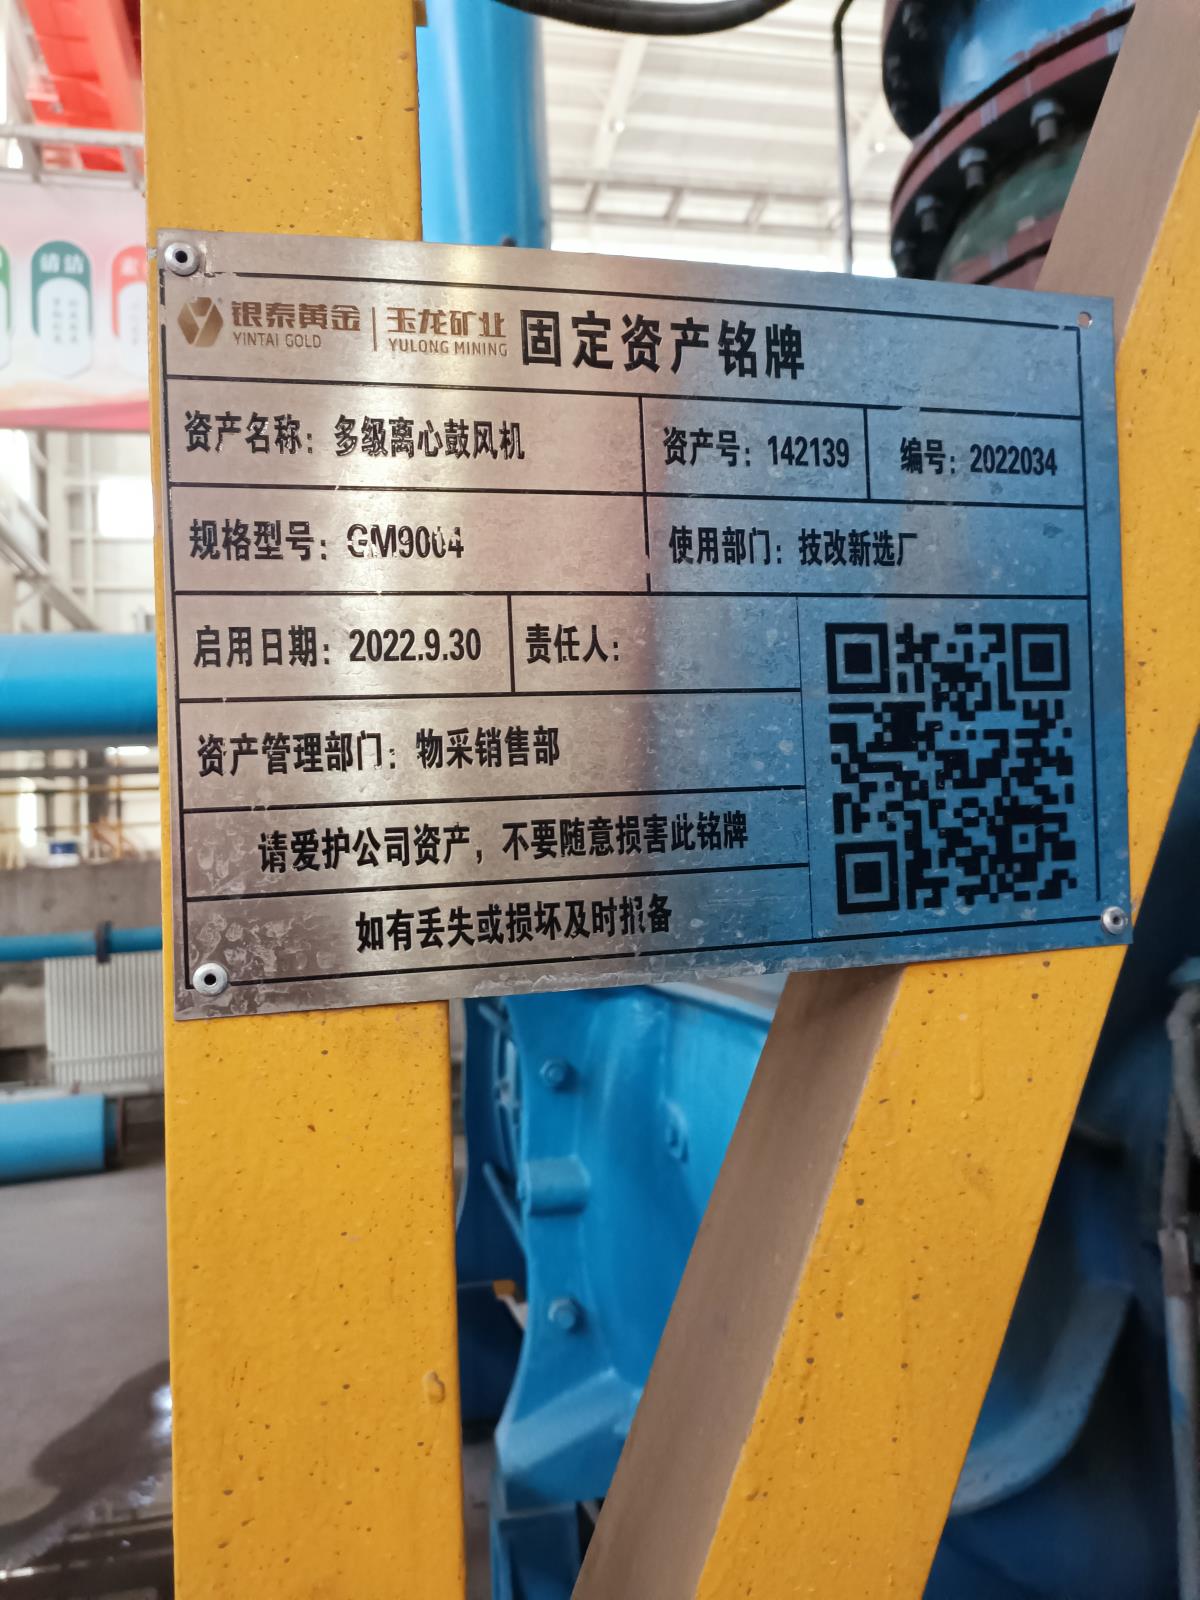 清洁
银泰黄金 | 玉龙矿业 固定资产铭牌
YINTAI GOLD YULONG MINING
资产名称：多级离心鼓风机 资产号：142139 编号：2022034
规格型号：GM9004 使用部门：技改新选厂
启用日期：2022.9.30 责任人：
资产管理部门：物采销售部
请爱护公司资产，不要随意损害此铭牌
如有丢失或损坏及时报备